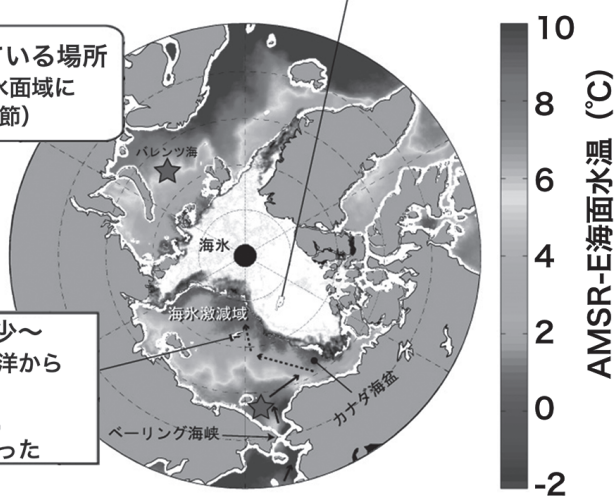 ている場所
水面域に
節)
バレンツ海
海氷
海氷激減域
少〜
洋から
った
カナダ海盆
ベーリング海峡
10
8
6
4
2
0
-2
AMSR-E海面水温 (℃)